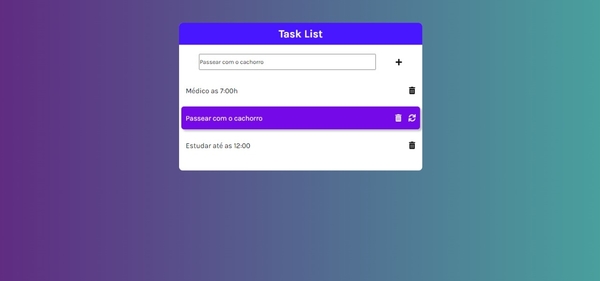 Task List
Passear com o cachorro
Médico as 7:00h
Passear com o cachorro
Estudar até as 12:00